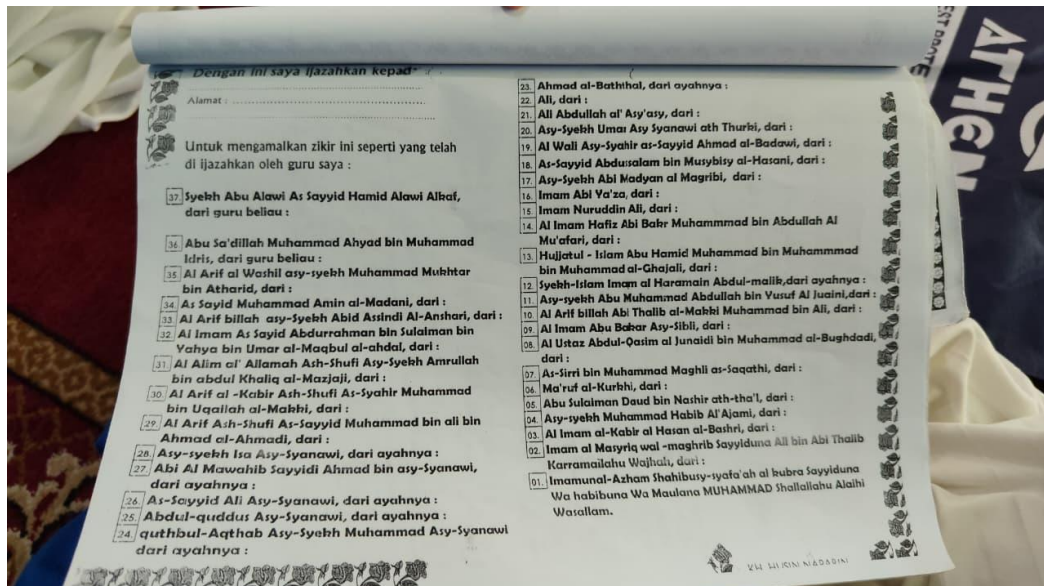 Dengan ini saya ijazahkan kepad
Alamat :
Untuk mengamalkan zikir ini seperti yang telah
di ijazahkan oleh guru saya :
37. Syekh Abu Alawi As Sayyid Hamid Alawi Alkaf,
dari guru beliau :
36. Abu Sa'dillah Muhammad Ahyad bin Muhammad
Idris, dari guru beliau :
35. Al Arif al Washil asy-syekh Muhammad Mukhtar
bin Atharid, dari :
34. As Sayid Muhammad Amin al-Madani, dari :
33. Al Arif billah asy-Syekh Abid Assindi Al-Anshari, dari :
32. Al Imam As Sayid Abdurrahman bin Sulaiman bin
Yahya bin Umar al-Maqbul al-ahdal, dari :
31. Al Alim al' Allamah Ash-Shufi Asy-Syekh Amrullah
bin abdul Khaliq al-Mazjaji, dari :
30. Al Arif al -Kabir Ash-Shufi As-Syahir Muhammad
bin Uqailah al-Makki, dari :
29. Al Arif Ash-Shufi As-Sayyid Muhammad bin ali bin
Ahmad al-Ahmadi, dari :
28. Asy-syekh Isa Asy-Syanawi, dari ayahnya :
27. Abi Al Mawahib Sayyidi Ahmad bin asy-Syanawi,
dari ayahnya :
26. As-Sayyid Ali Asy-Syanawi, dari ayahnya :
25. Abdul-quddus Asy-Syanawi, dari ayahnya :
24. quthbul-Aqthab Asy-Syekh Muhammad Asy-Syanawi
dari ayahnya :
23. Ahmad al-Baththal, dari ayahnya :
22. Ali, dari :
21. Ali Abdullah al' Asy'asy, dari :
20. Asy-Syekh Umar Asy Syanawi ath Thurki, dari :
19. Al Wali Asy-Syahir as-Sayyid Ahmad al-Badawi, dari :
18. As-Sayyid Abdussalam bin Musybisy al-Hasani, dari :
17. Asy-Syekh Abi Madyan al Magribi, dari :
16. Imam Abi Ya'za, dari :
15. Imam Nuruddin Ali, dari :
14. Al Imam Hafiz Abi Bakr Muhammmad bin Abdullah Al
Mu'afari, dari :
13. Hujjatul - Islam Abu Hamid Muhammad bin Muhammmad
bin Muhammad al-Ghajali, dari :
12. Syekh-Islam Imam al Haramain Abdul-malik,dari ayahnya :
11. Asy-syekh Abu Muhammad Abdullah bin Yusuf Al Juaini,dari :
10. Al Arif billah Abi Thalib al-Makki Muhammad bin Ali, dari :
09. Al Imam Abu Bakar Asy-Sibli, dari :
08. Al Ustaz Abdul-Qasim al Junaidi bin Muhammad al-Bughdadi,
dari :
07. As-Sirri bin Muhammad Maghli as-Saqathi, dari :
06. Ma'ruf al-Kurkhi, dari :
05. Abu Sulaiman Daud bin Nashir ath-tha'I, dari :
04. Asy-syekh Muhammad Habib Al'Ajami, dari :
03. Al Imam al-Kabir al Hasan al-Bashri, dari :
02. Imam al Masyriq wal -maghrib Sayyiduna Ali bin Abi Thalib
Karramallahu Wajhah, dari :
01. Imamunal-Azham Shahibusy-syafa'ah al kubra Sayyiduna
Wa habibuna Wa Maulana MUHAMMAD Shallallahu Alaihi
Wasallam.
KH HUSIN NAPARIN
ATHEN